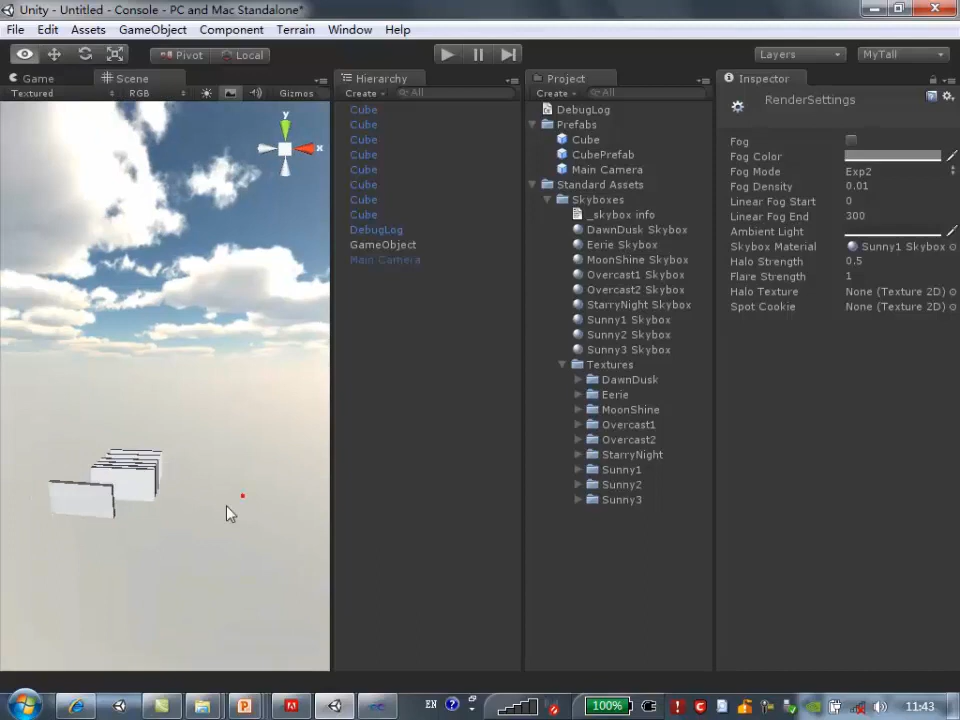 Unity - Untitled - Console - PC and Mac Standalone*
File Edit Assets GameObject Component Terrain Window Help
Pivot Local Layers MyTall
Game Scene
Textured RGB Gizmos
Hierarchy
Create All
Cube
Cube
Cube
Cube
Cube
Cube
Cube
Cube
DebugLog
GameObject
Main Camera
Project
Create All
DebugLog
Prefabs
Cube
CubePrefab
Main Camera
Standard Assets
Skyboxes
_skybox info
DawnDusk Skybox
Eerie Skybox
MoonShine Skybox
Overcast1 Skybox
Overcast2 Skybox
StarryNight Skybox
Sunny1 Skybox
Sunny2 Skybox
Sunny3 Skybox
Textures
DawnDusk
Eerie
MoonShine
Overcast1
Overcast2
StarryNight
Sunny1
Sunny2
Sunny3
Inspector
RenderSettings
Fog
Fog Color
Fog Mode Exp2
Fog Density 0.01
Linear Fog Start 0
Linear Fog End 300
Ambient Light
Skybox Material Sunny1 Skybox
Halo Strength 0.5
Flare Strength 1
Halo Texture None (Texture 2D)
Spot Cookie None (Texture 2D)
y
x
EN 100% 11:43